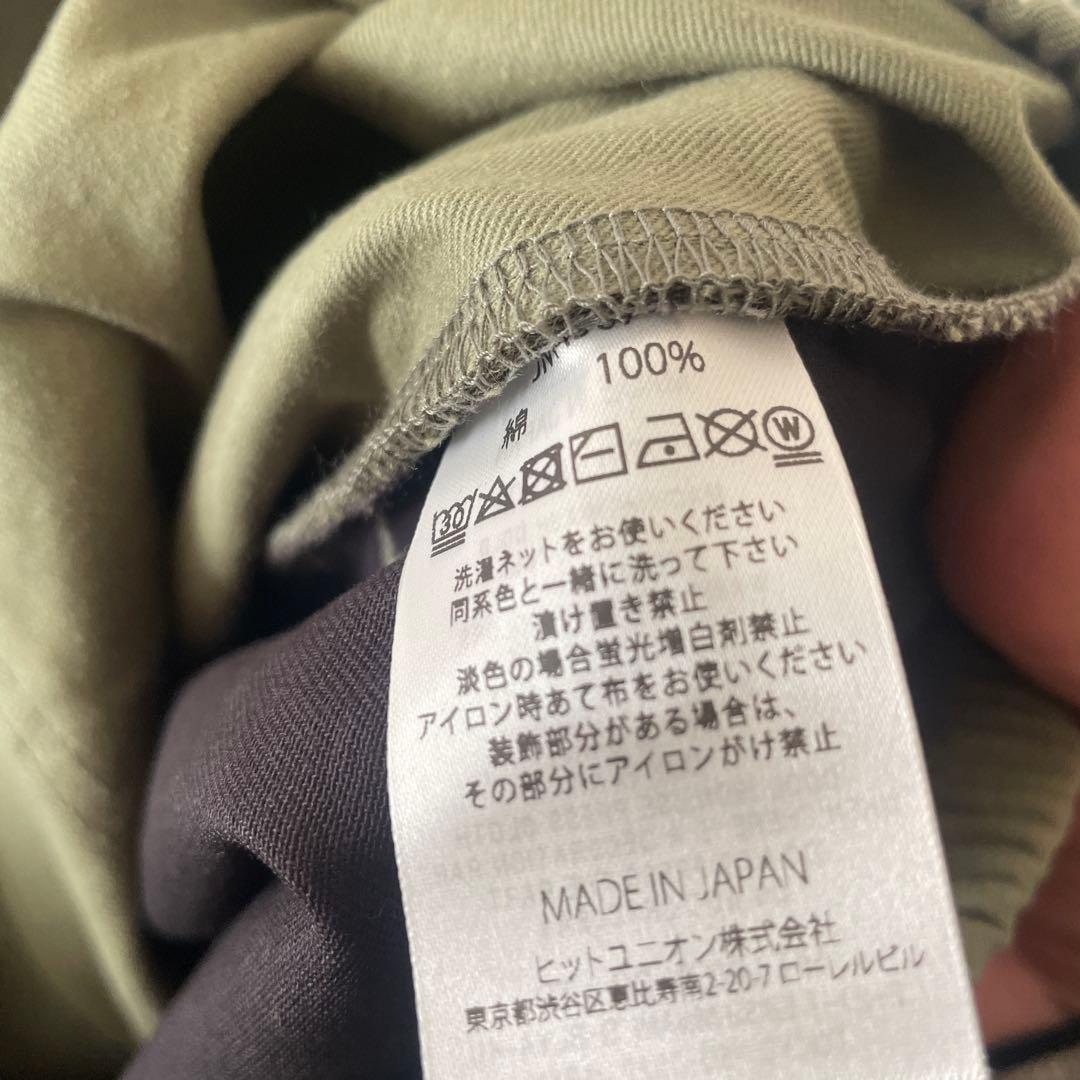 綿 100%
30 W
洗濯ネットをお使いください
同系色と一緒に洗って下さい
漬け置き禁止
淡色の場合蛍光増白剤禁止
アイロン時あて布をお使いください
装飾部分がある場合は、
その部分にアイロンがけ禁止
MADE IN JAPAN
ヒットユニオン株式会社
東京都渋谷区恵比寿南2-20-7 ローレルビル